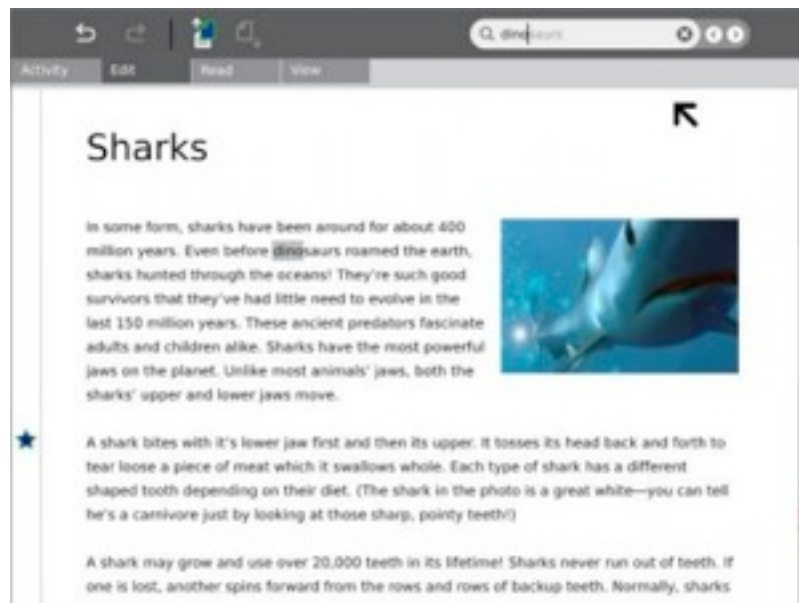 dinosaurs
Activity Edit Read View
Sharks
In some form, sharks have been around for about 400
million years. Even before dinosaurs roamed the earth,
sharks hunted through the oceans! They're such good
survivors that they've had little need to evolve in the
last 150 million years. These ancient predators fascinate
adults and children alike. Sharks have the most powerful
jaws on the planet. Unlike most animals' jaws, both the
sharks' upper and lower jaws move.
A shark bites with it's lower jaw first and then its upper. It tosses its head back and forth to
tear loose a piece of meat which it swallows whole. Each type of shark has a different
shaped tooth depending on their diet. (The shark in the photo is a great white—you can tell
he's a carnivore just by looking at those sharp, pointy teeth!)
A shark may grow and use over 20,000 teeth in its lifetime! Sharks never run out of teeth. If
one is lost, another spins forward from the rows and rows of backup teeth. Normally, sharks